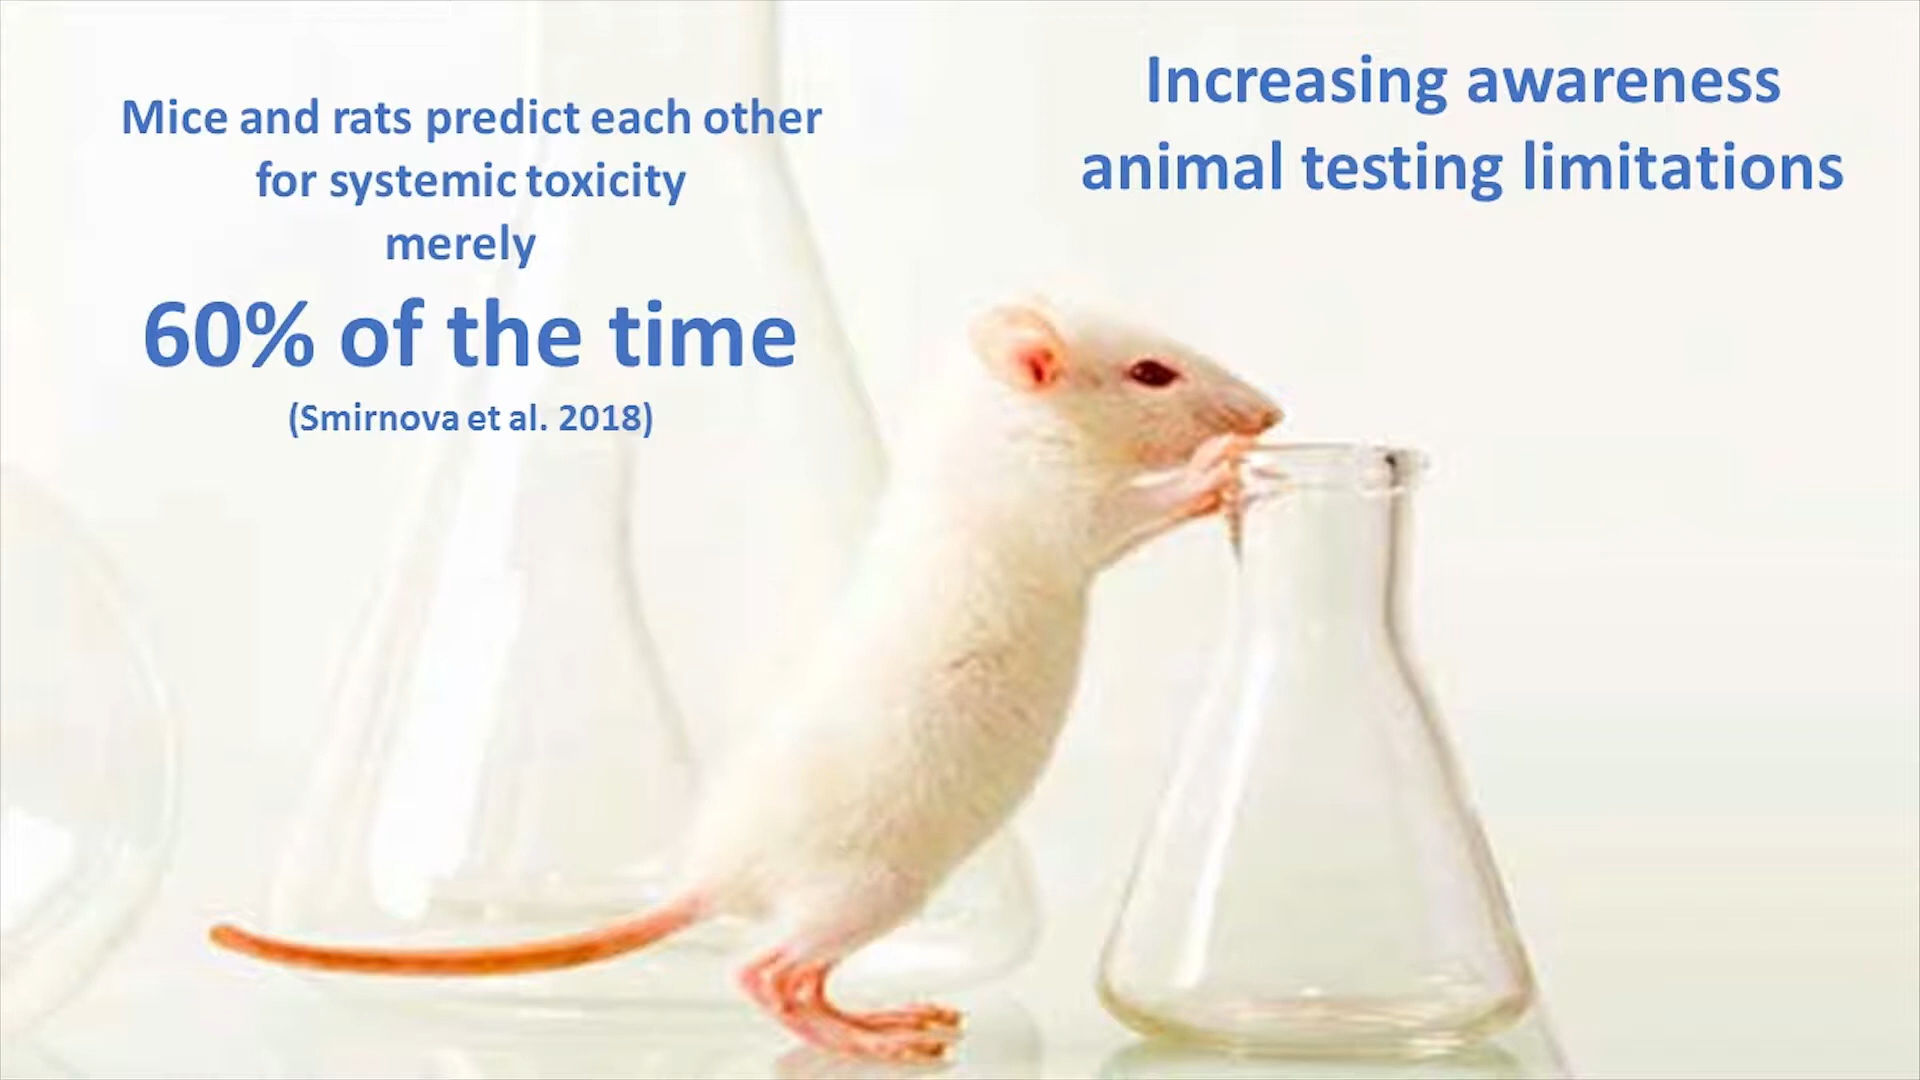 Increasing awareness
animal testing limitations
Mice and rats predict each other
for systemic toxicity
merely
60% of the time
(Smirnova et al. 2018)